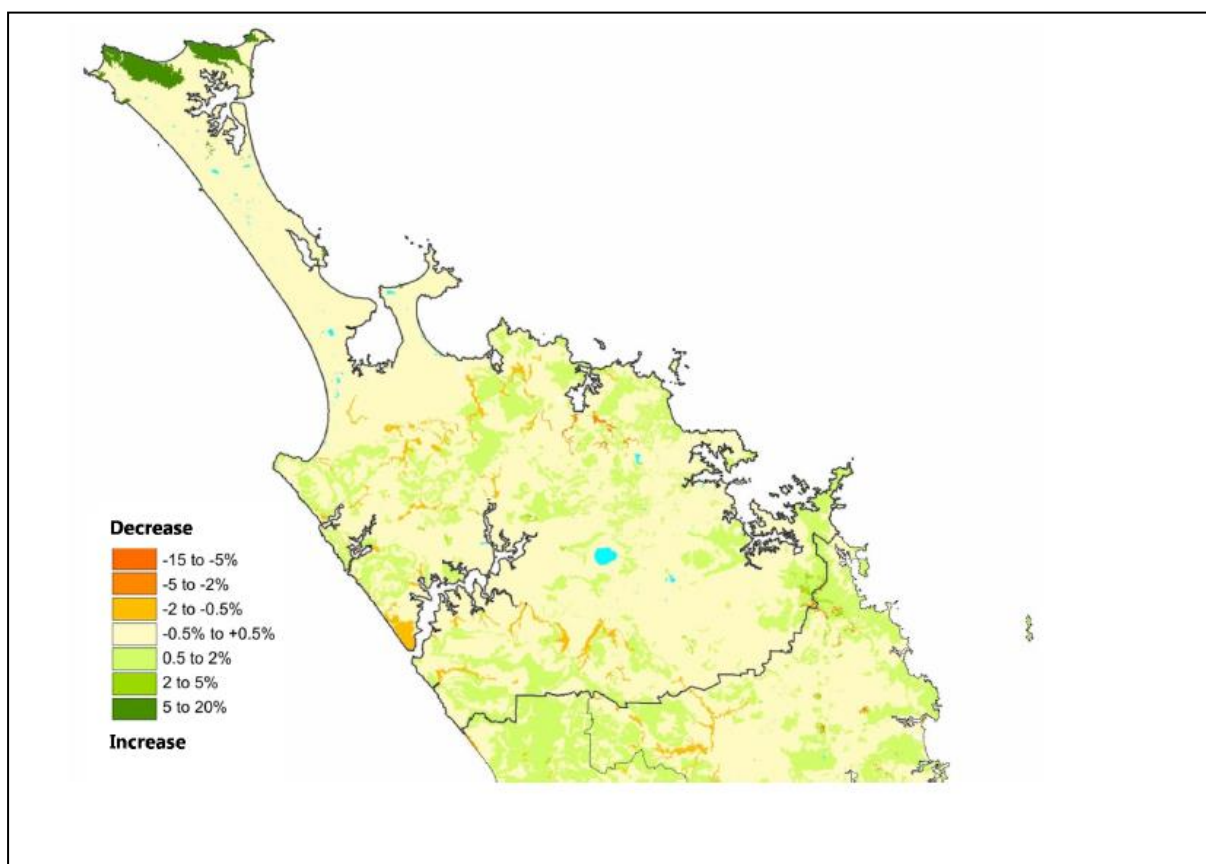 Decrease
-15 to -5%
-5 to -2%
-2 to -0.5%
-0.5% to +0.5%
0.5 to 2%
2 to 5%
5 to 20%
Increase